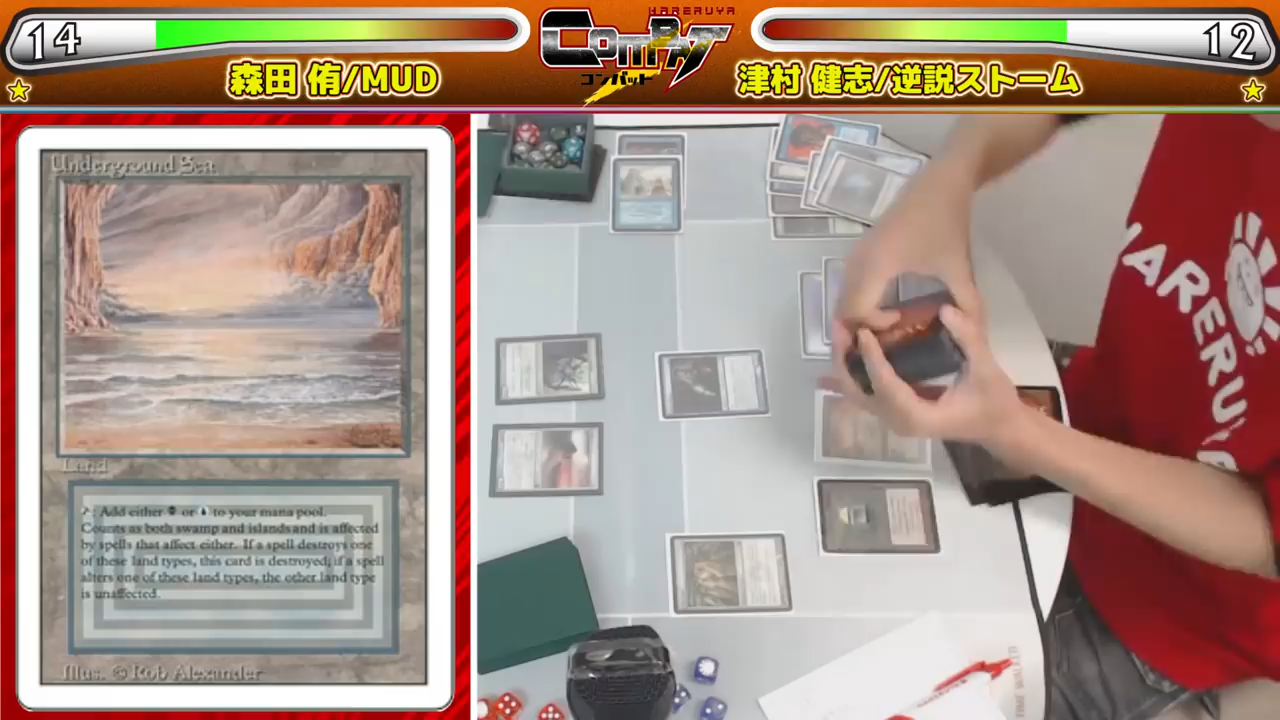 14
森田 侑/MUD
HARERUYA
COMBAT
コンバット
12
津村 健志/逆説ストーム
Underground Sea
Land
: Add either or to your mana pool.
Counts as both swamp and islands and is affected
by spells that affect either. If a spell destroys one
of these land types, this card is destroyed; if a spell
alters one of these land types, the other land type
is unaffected.
Illus. © Rob Alexander